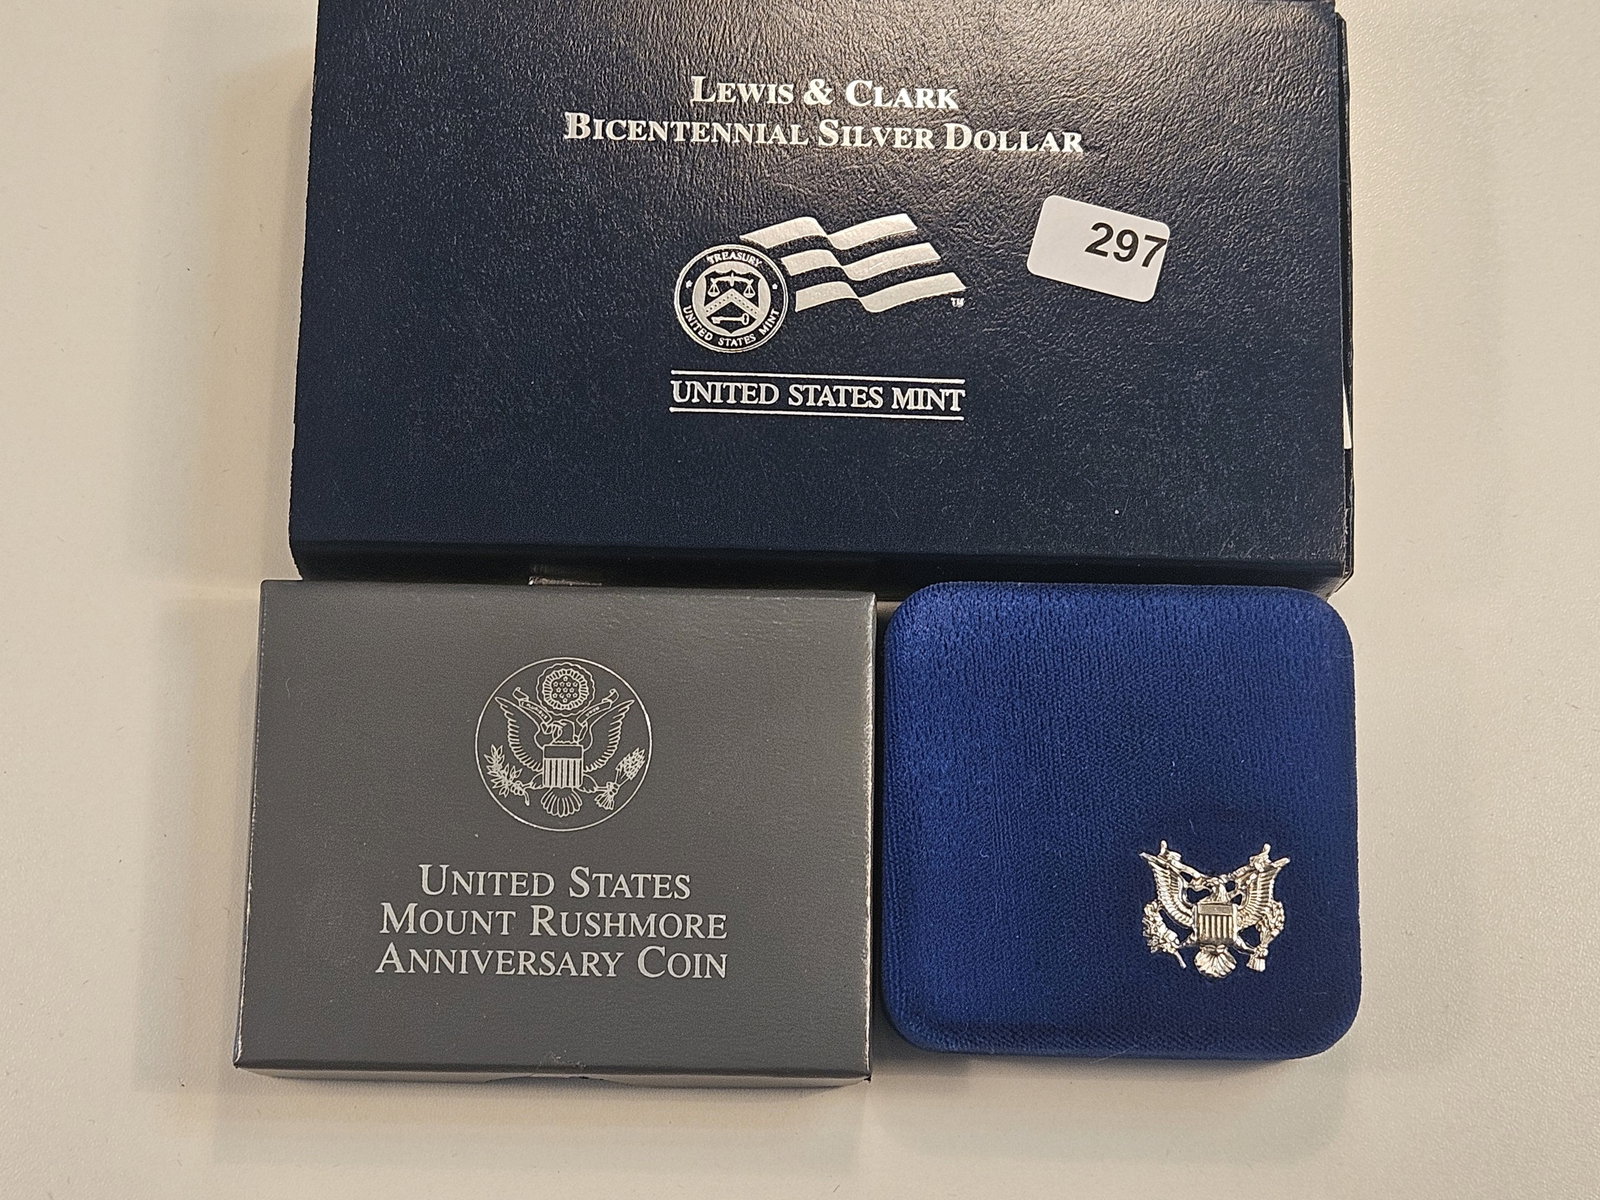 LEWIS & CLARK
BICENTENNIAL SILVER DOLLAR
297
TREASURY
UNITED STATES MINT
TM
UNITED STATES MINT
UNITED STATES
MOUNT RUSHMORE
ANNIVERSARY COIN